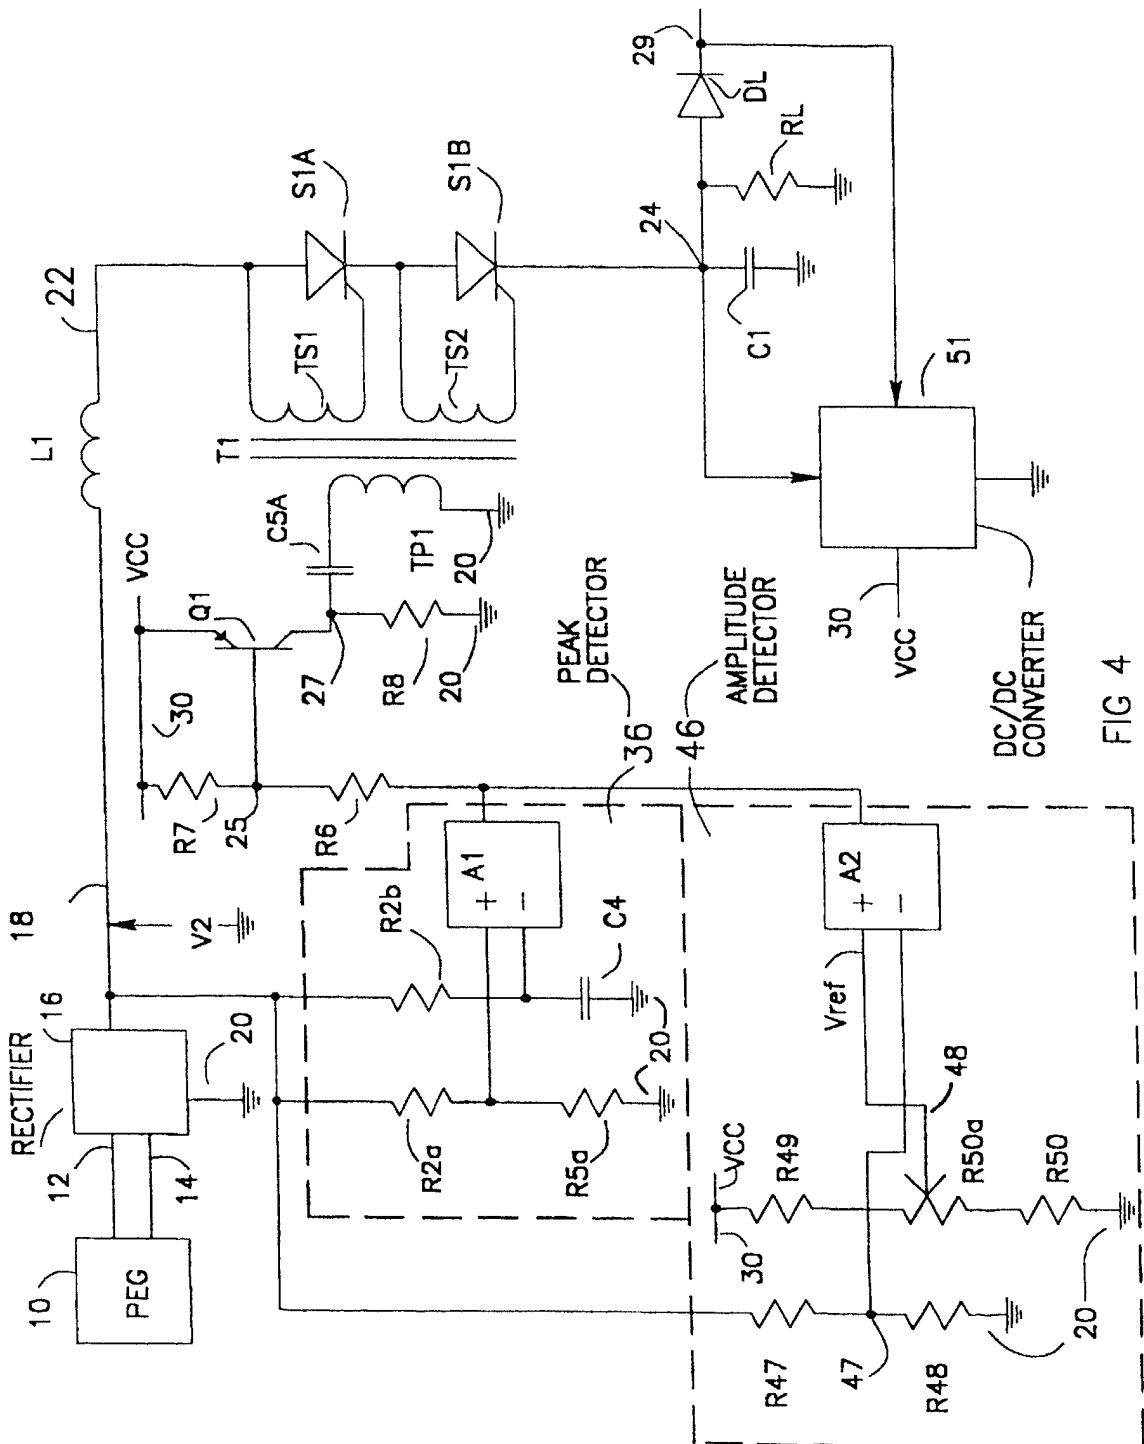 PEG
10
12
14
RECTIFIER
16
20
18
V2
L1
22
VCC
30
R7
25
Q1
R6
27
R8
20
C5A
TP1
20
T1
TS1
TS2
S1A
S1B
24
29
DL
RL
C1
51
30
VCC
DC/DC
CONVERTER
36
PEAK
DETECTOR
46
AMPLITUDE
DETECTOR
A1
+
−
R2b
C4
20
R2a
R5a
A2
+
−
Vref
48
VCC
30
R49
R50a
R50
20
R47
47
R48
FIG 4